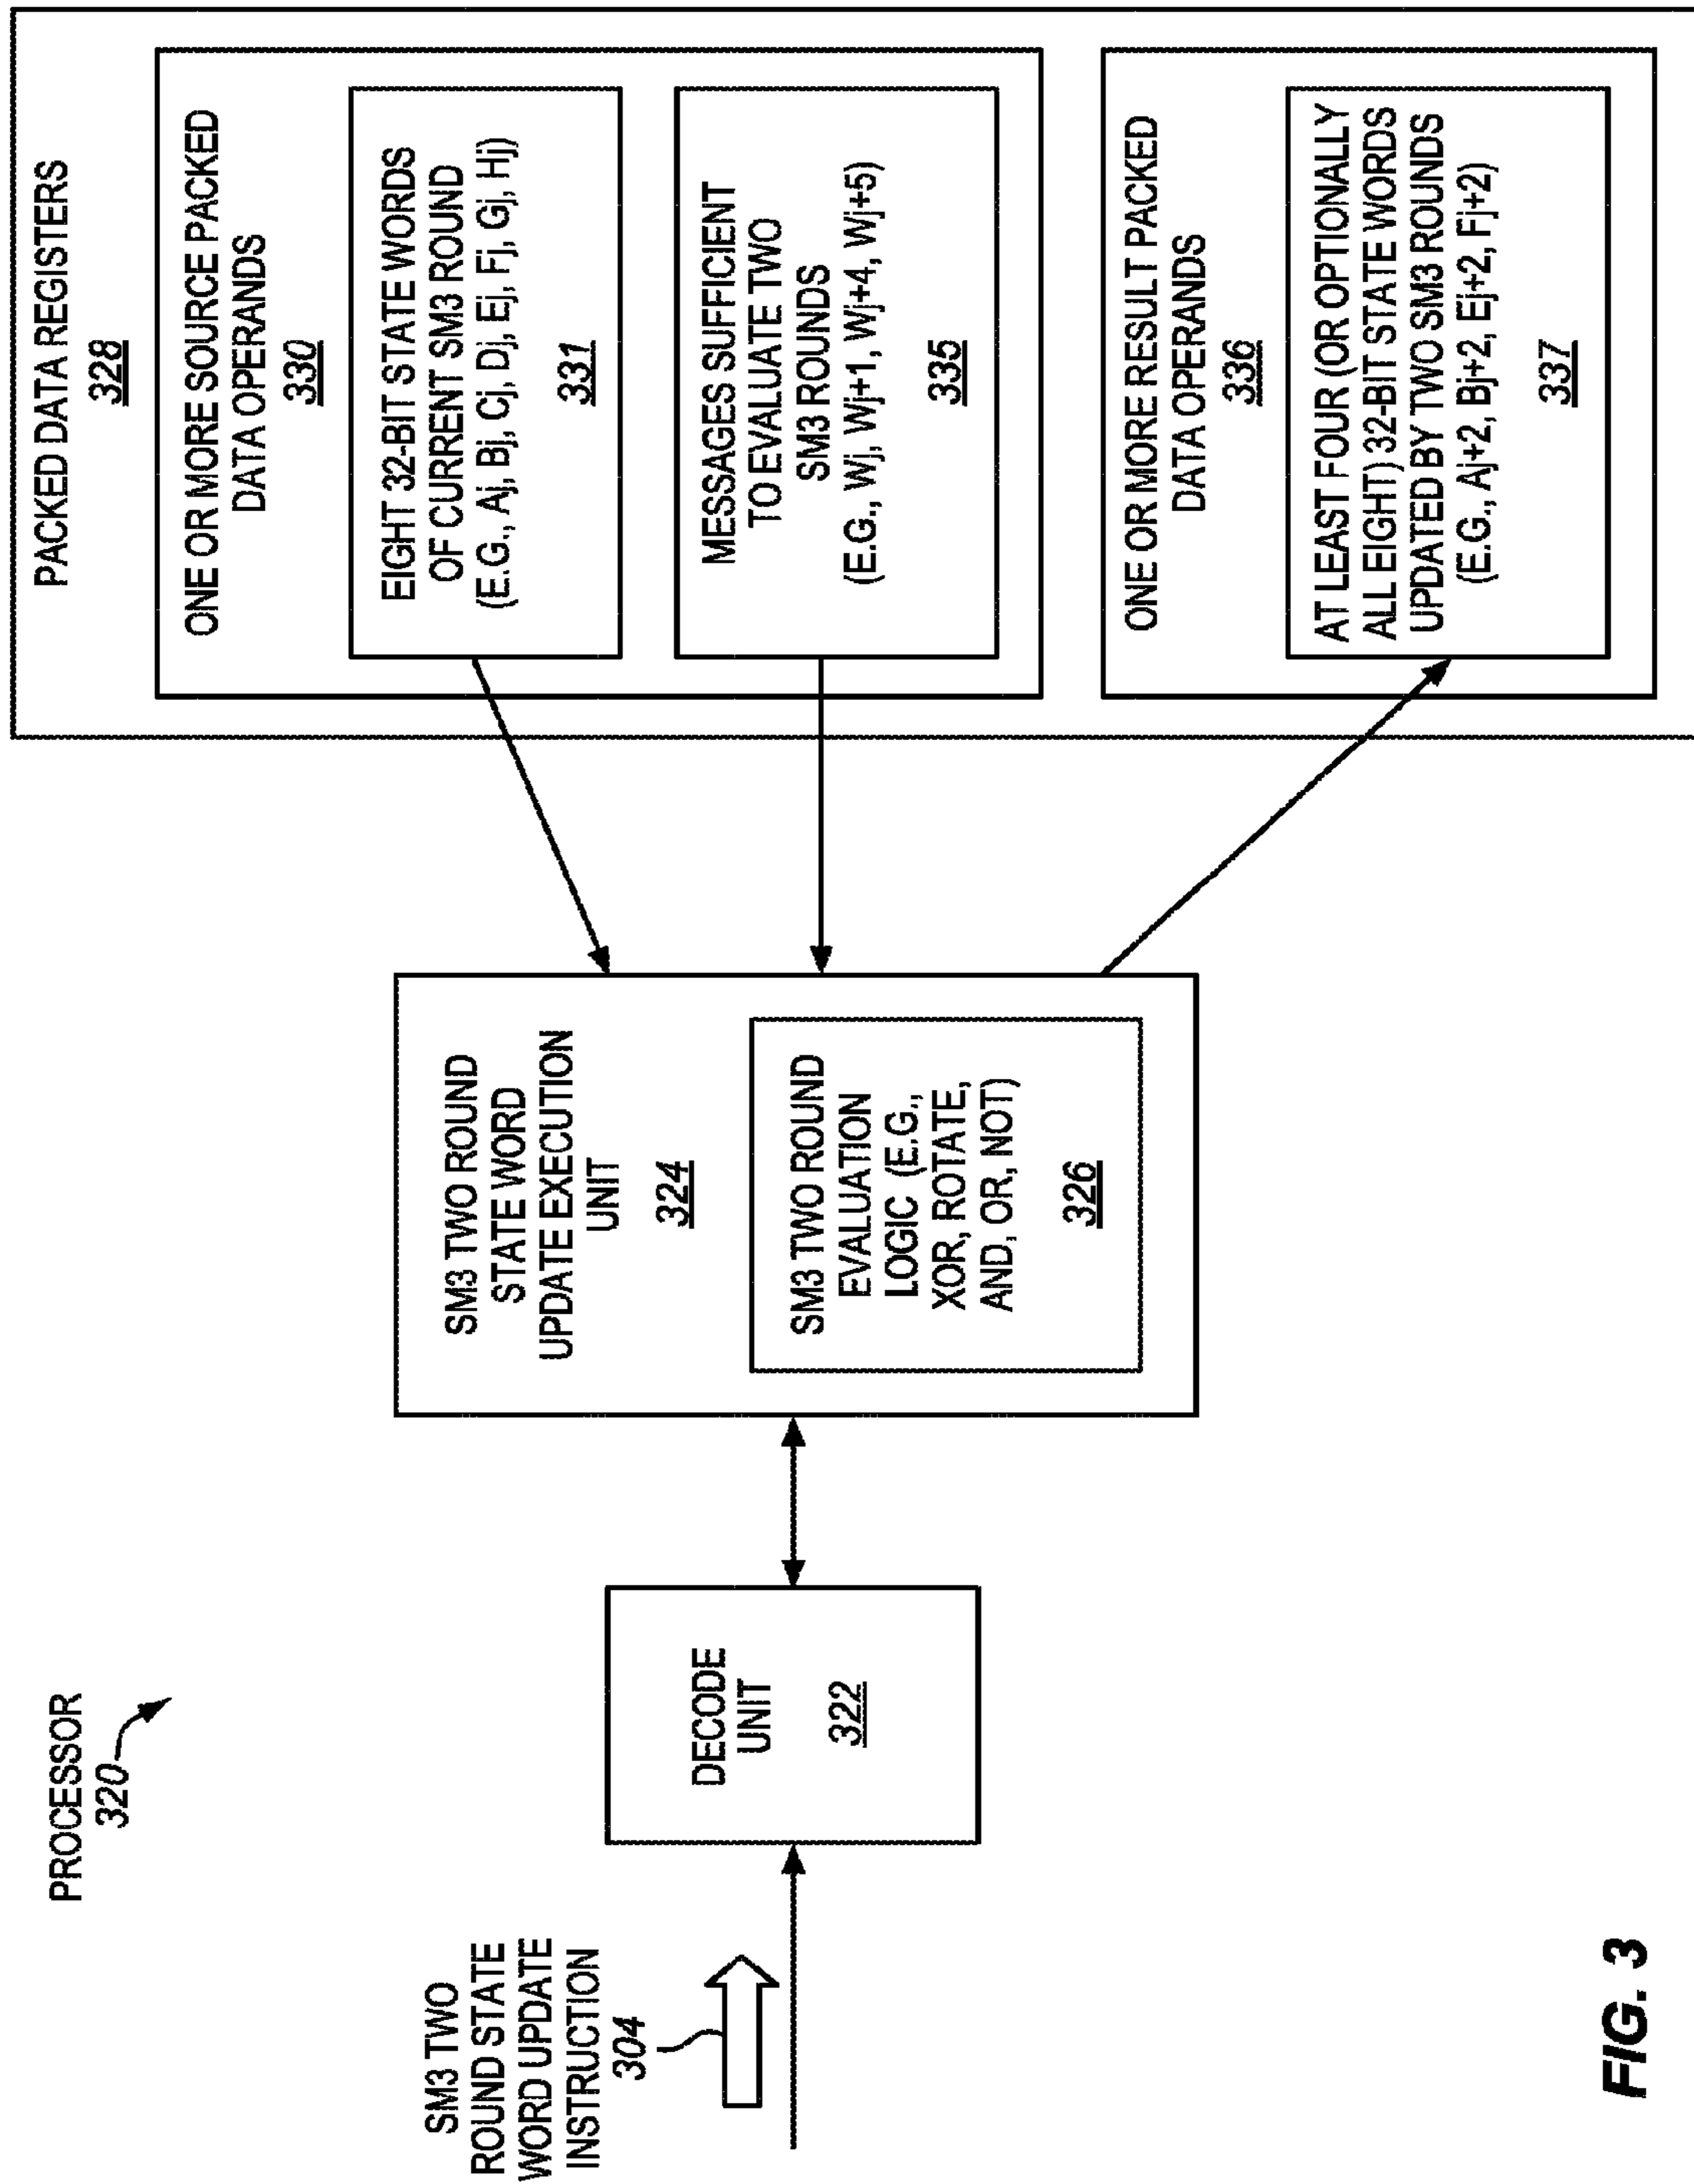 PROCESSOR
320
SM3 TWO
ROUND STATE
WORD UPDATE
INSTRUCTION
304
DECODE
UNIT
322
SM3 TWO ROUND
STATE WORD
UPDATE EXECUTION
UNIT
324
SM3 TWO ROUND
EVALUATION
LOGIC (E.G.,
XOR, ROTATE,
AND, OR, NOT)
326
PACKED DATA REGISTERS
328
ONE OR MORE SOURCE PACKED
DATA OPERANDS
330
EIGHT 32-BIT STATE WORDS
OF CURRENT SM3 ROUND
(E.G., Aj, Bj, Cj, Dj, Ej, Fj, Gj, Hj)
331
MESSAGES SUFFICIENT
TO EVALUATE TWO
SM3 ROUNDS
(E.G., Wj, Wj+1, Wj+4, Wj+5)
335
ONE OR MORE RESULT PACKED
DATA OPERANDS
336
AT LEAST FOUR (OR OPTIONALLY
ALL EIGHT) 32-BIT STATE WORDS
UPDATED BY TWO SM3 ROUNDS
(E.G., Aj+2, Bj+2, Ej+2, Fj+2)
337
FIG. 3